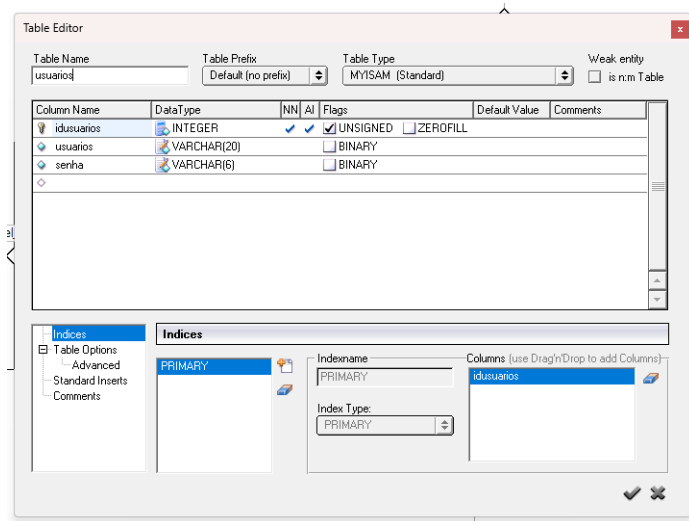 Table Editor
x
Table Name Table Prefix Table Type Weak entity
usuarios Default (no prefix) MYISAM (Standard) is n:m Table
Column Name DataType NN AI Flags Default Value Comments
idusuarios INTEGER UNSIGNED ZEROFILL
usuarios VARCHAR(20) BINARY
senha VARCHAR(6) BINARY
Indices
Table Options
Advanced
Standard Inserts
Comments
Indices
PRIMARY
Indexname
PRIMARY
Index Type:
PRIMARY
Columns (use Drag'n'Drop to add Columns)
idusuarios